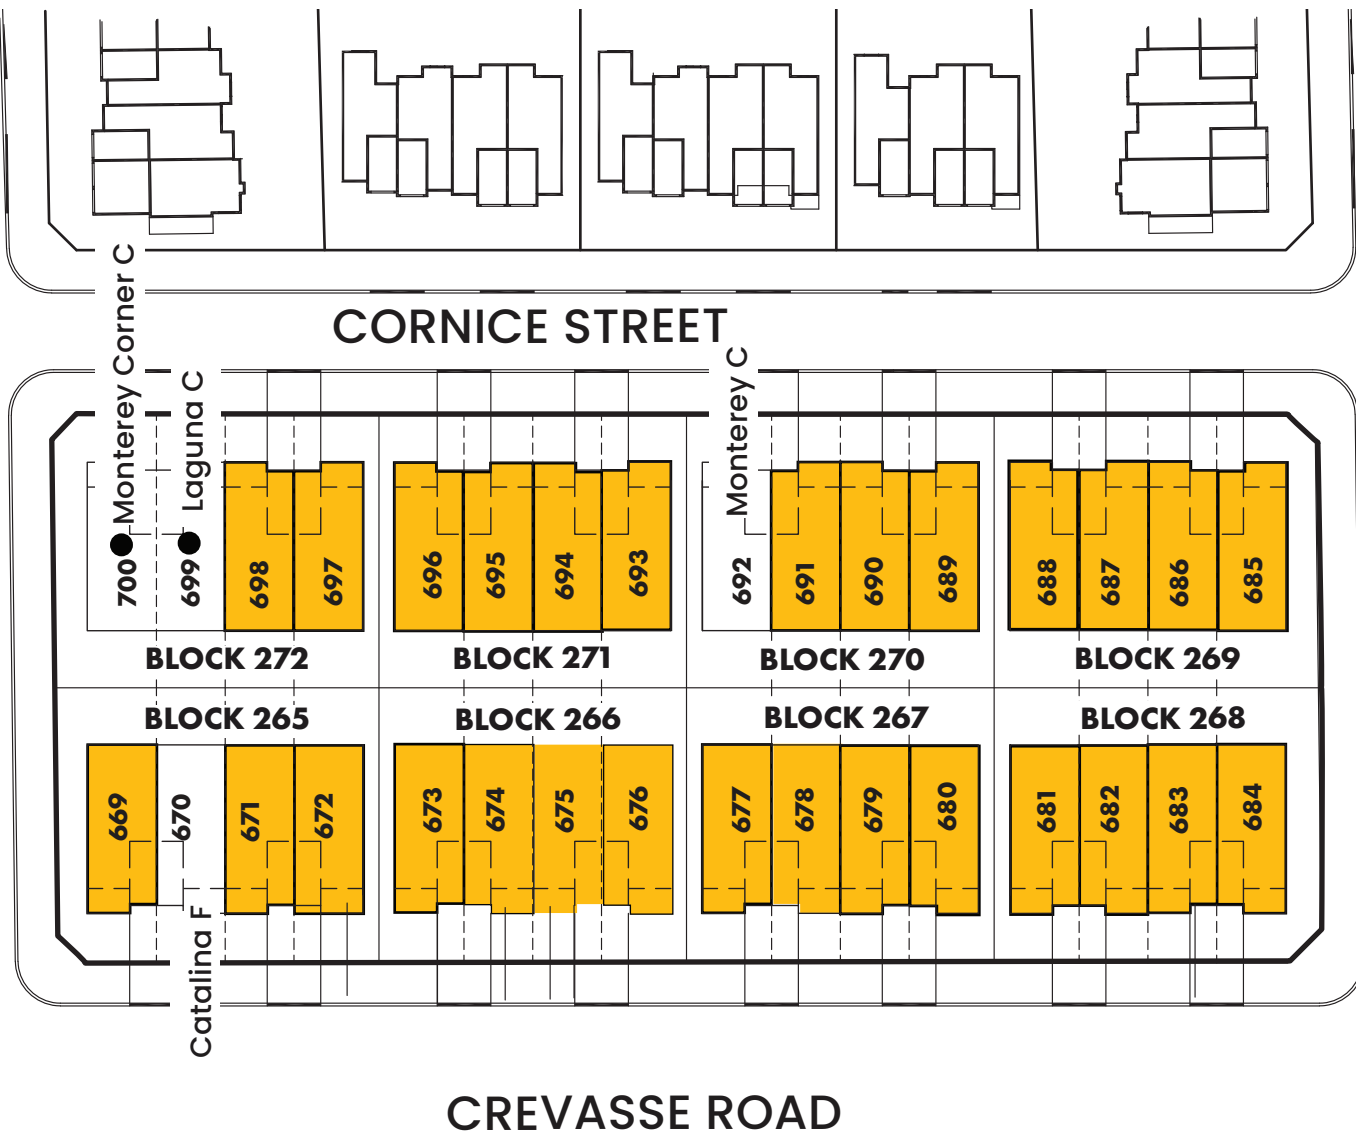 CORNICE STREET
Monterey Corner C
Laguna C
Monterey C
700
699
698
697
696
695
694
693
692
691
690
689
688
687
686
685
BLOCK 272
BLOCK 271
BLOCK 270
BLOCK 269
BLOCK 265
BLOCK 266
BLOCK 267
BLOCK 268
669
670
671
672
673
674
675
676
677
678
679
680
681
682
683
684
Catalina F
CREVASSE ROAD